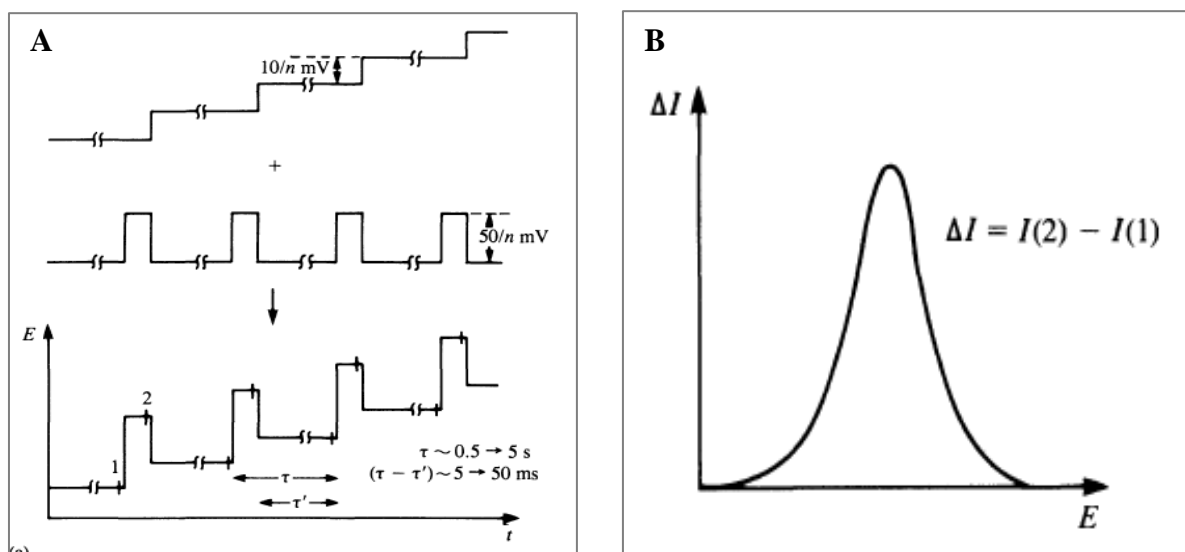 A
10/n mV
+
50/n mV
E
2
1
τ ~ 0.5 → 5 s
(τ − τ′) ~ 5 → 50 ms
τ
τ′
t
B
ΔI
ΔI = I(2) − I(1)
E